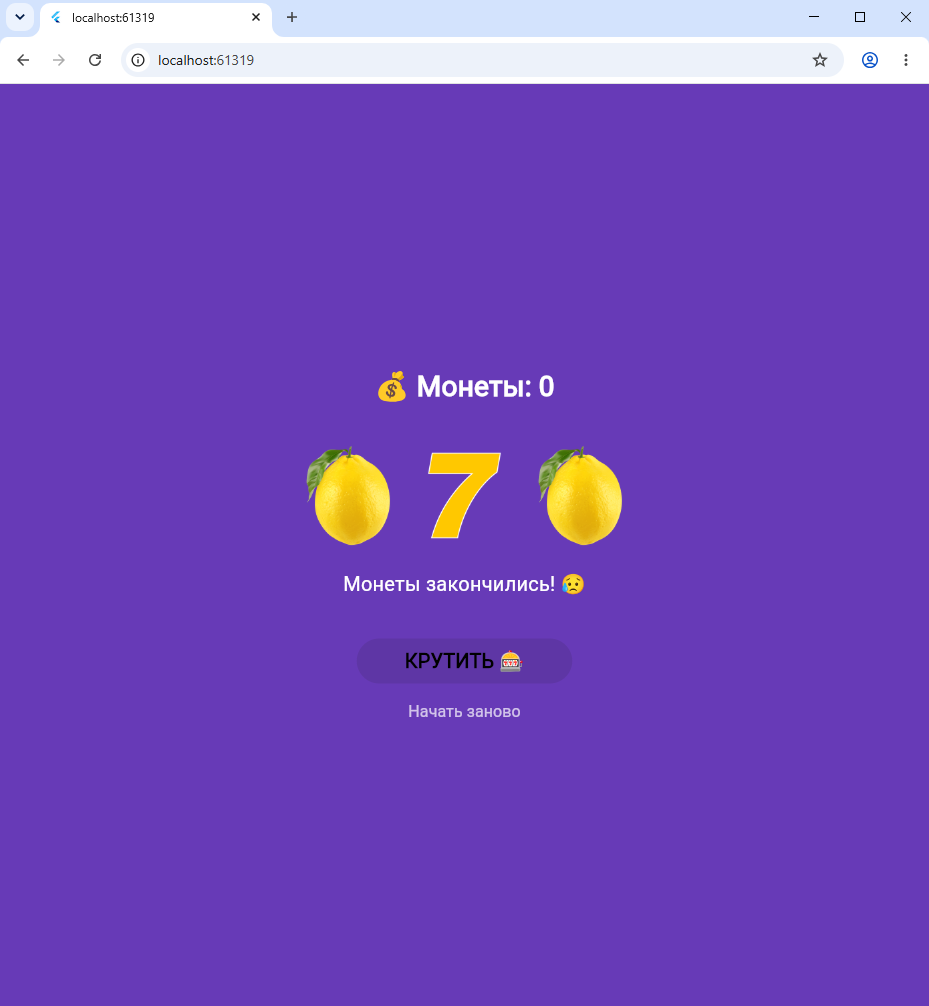 localhost:61319
localhost:61319
💰 Монеты: 0
7
Монеты закончились! 😥
КРУТИТЬ 🎰
Начать заново